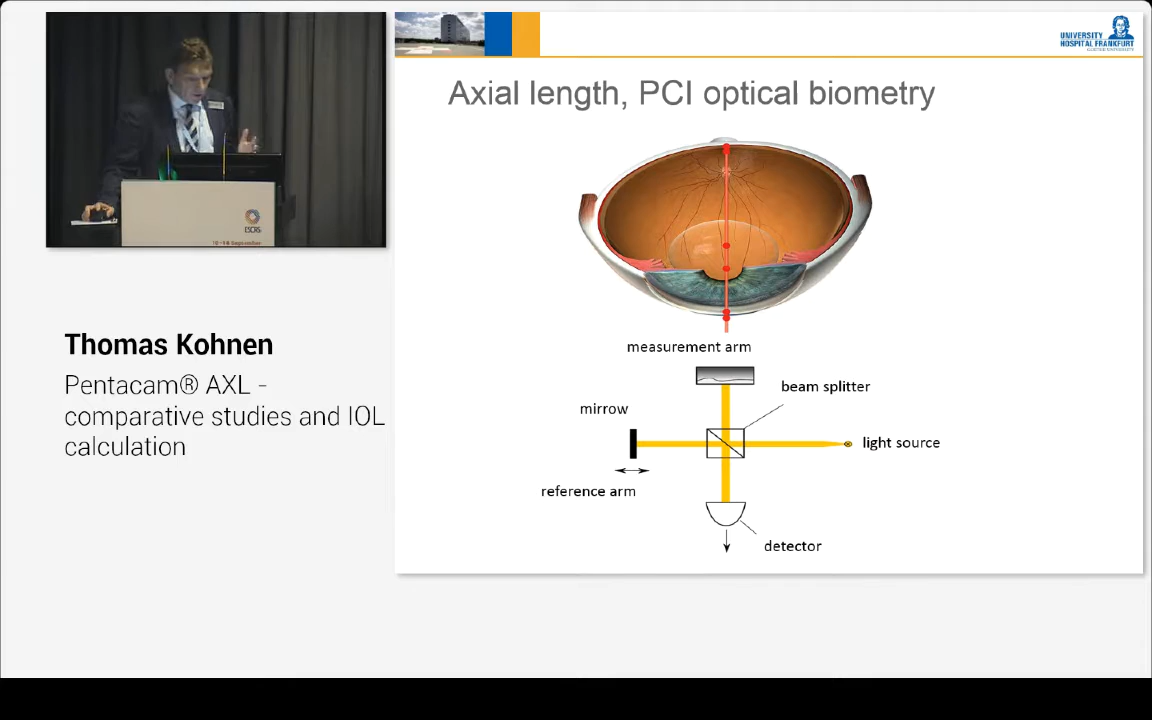 UNIVERSITY
HOSPITAL FRANKFURT
Axial length, PCI optical biometry
ESCRS
Thomas Kohnen
Pentacam® AXL -
comparative studies and IOL
calculation
measurement arm
beam splitter
mirrow
light source
reference arm
detector